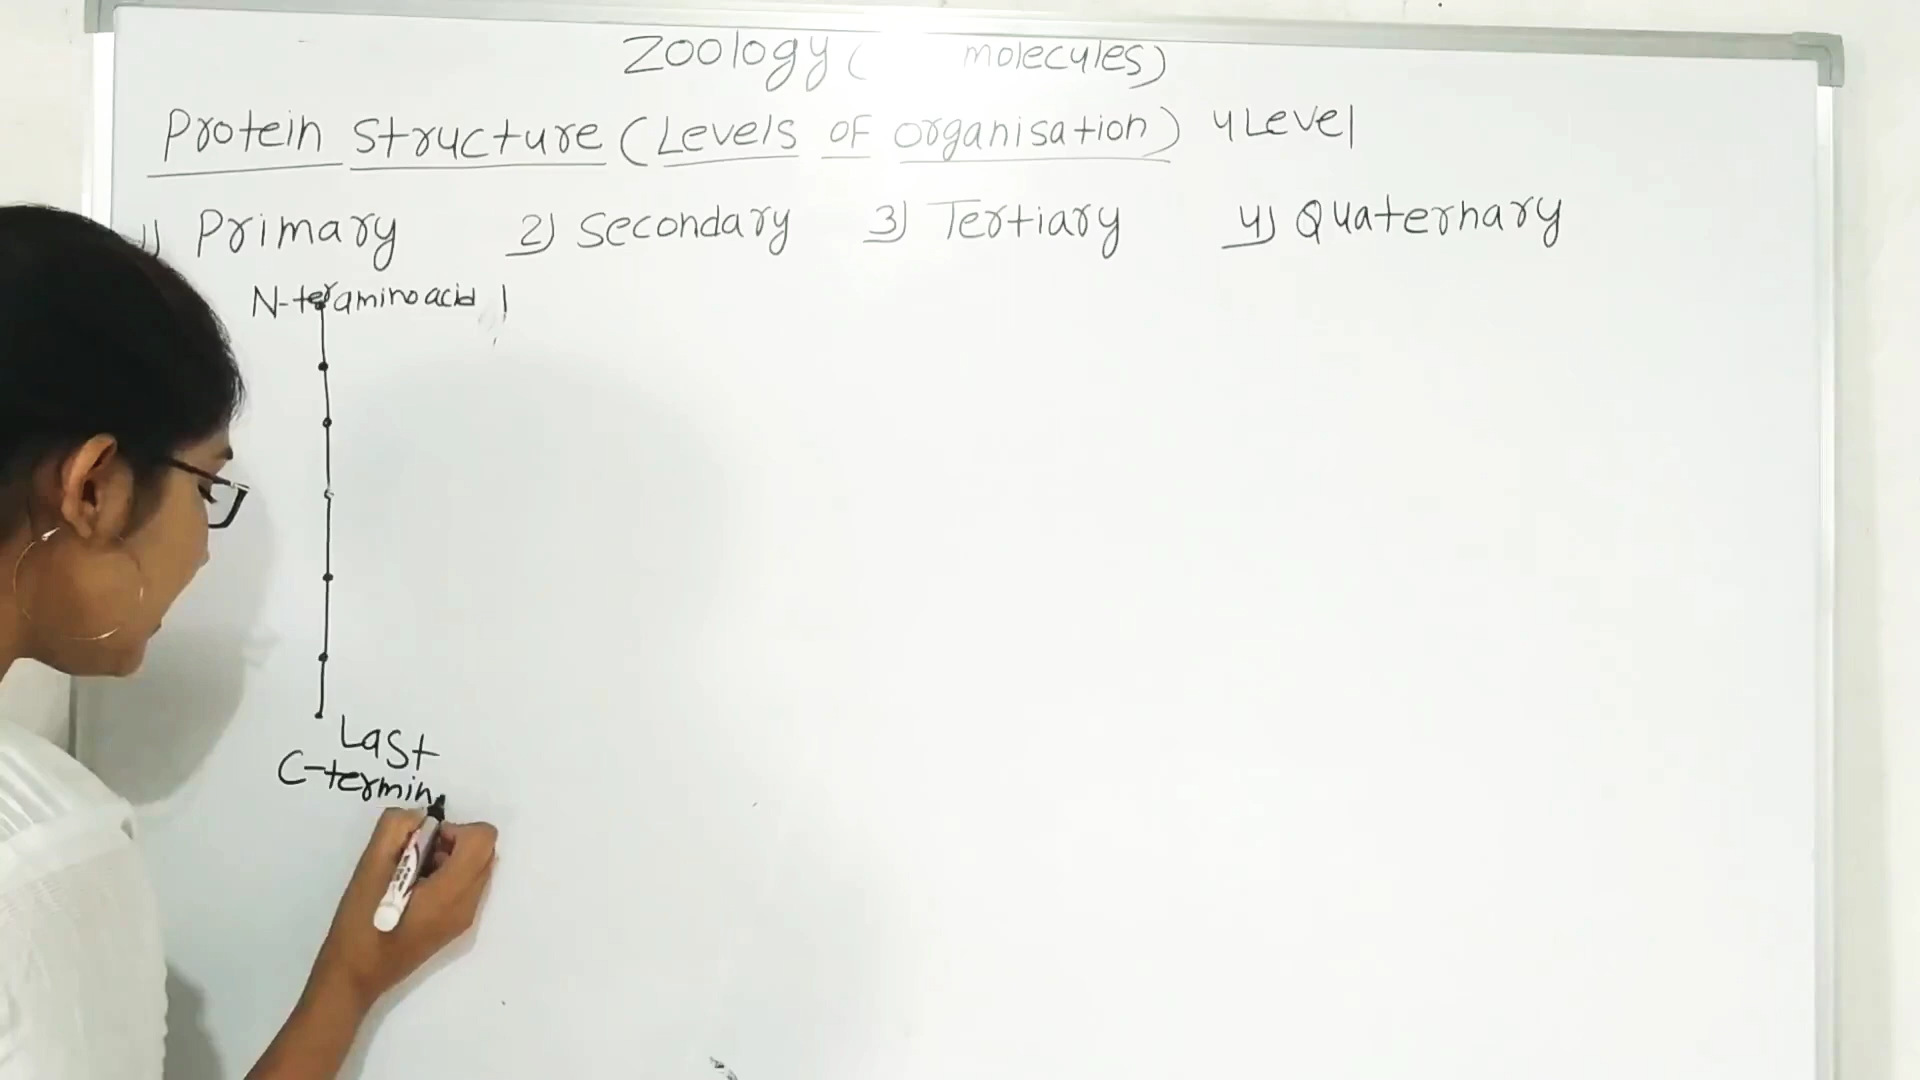 Zoology ( molecules)
Protein structure (Levels of organisation) 4 Level
1) Primary 2) Secondary 3) Tertiary 4) Quaternary
N-ter amino acid 1
Last
C-termin